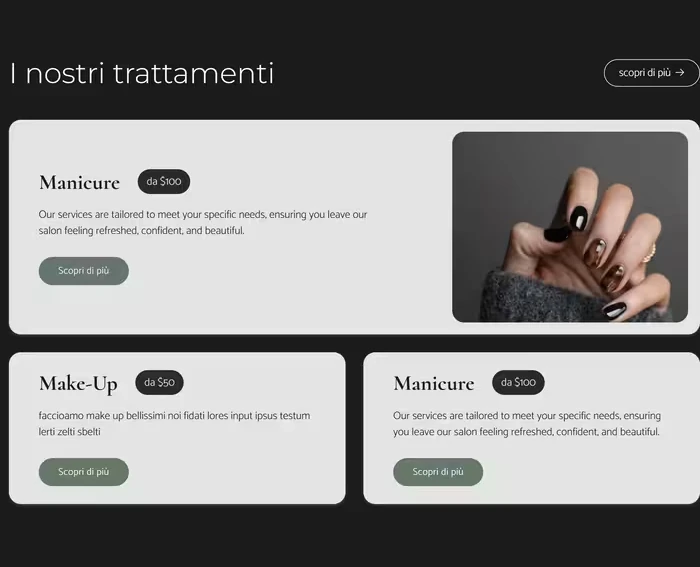 I nostri trattamenti
scopri di più →
Manicure
da $100
Our services are tailored to meet your specific needs, ensuring you leave our
salon feeling refreshed, confident, and beautiful.
Scopri di più
Make-Up
da $50
faccioamo make up bellissimi noi fidati lores input ipsus testum
lerti zelti sbelti
Scopri di più
Manicure
da $100
Our services are tailored to meet your specific needs, ensuring
you leave our salon feeling refreshed, confident, and beautiful.
Scopri di più